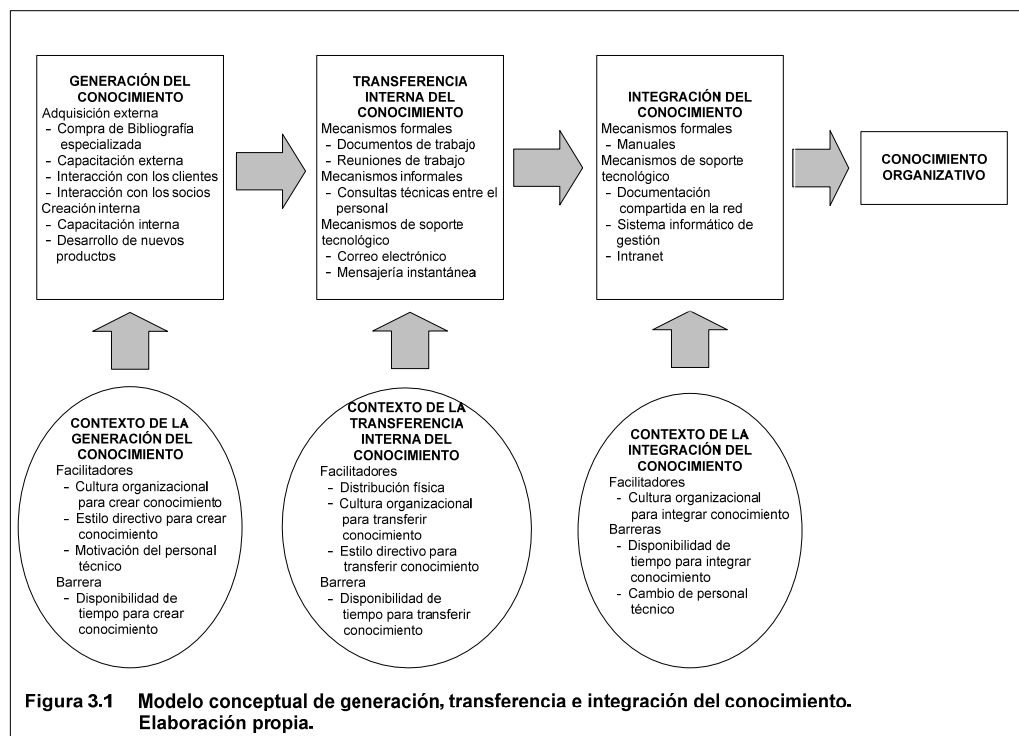 GENERACIÓN DEL
CONOCIMIENTO
Adquisición externa
- Compra de Bibliografía
especializada
- Capacitación externa
- Interacción con los clientes
- Interacción con los socios
Creación interna
- Capacitación interna
- Desarrollo de nuevos
productos
TRANSFERENCIA
INTERNA DEL
CONOCIMIENTO
Mecanismos formales
- Documentos de trabajo
- Reuniones de trabajo
Mecanismos informales
- Consultas técnicas entre el
personal
Mecanismos de soporte
tecnológico
- Correo electrónico
- Mensajería instantánea
INTEGRACIÓN DEL
CONOCIMIENTO
Mecanismos formales
- Manuales
Mecanismos de soporte
tecnológico
- Documentación
compartida en la red
- Sistema informático de
gestión
- Intranet
CONOCIMIENTO
ORGANIZATIVO
CONTEXTO DE LA
GENERACIÓN DEL
CONOCIMIENTO
Facilitadores
- Cultura organizacional
para crear conocimiento
- Estilo directivo para crear
conocimiento
- Motivación del personal
técnico
Barrera
- Disponibilidad de
tiempo para crear
conocimiento
CONTEXTO DE LA
TRANSFERENCIA
INTERNA DEL
CONOCIMIENTO
Facilitadores
- Distribución física
- Cultura organizacional
para transferir
conocimiento
- Estilo directivo para
transferir conocimiento
Barrera
- Disponibilidad de
tiempo para transferir
conocimiento
CONTEXTO DE LA
INTEGRACIÓN DEL
CONOCIMIENTO
Facilitadores
- Cultura organizacional
para integrar conocimiento
Barreras
- Disponibilidad de
tiempo para integrar
conocimiento
- Cambio de personal
técnico
Figura 3.1 Modelo conceptual de generación, transferencia e integración del conocimiento.
Elaboración propia.